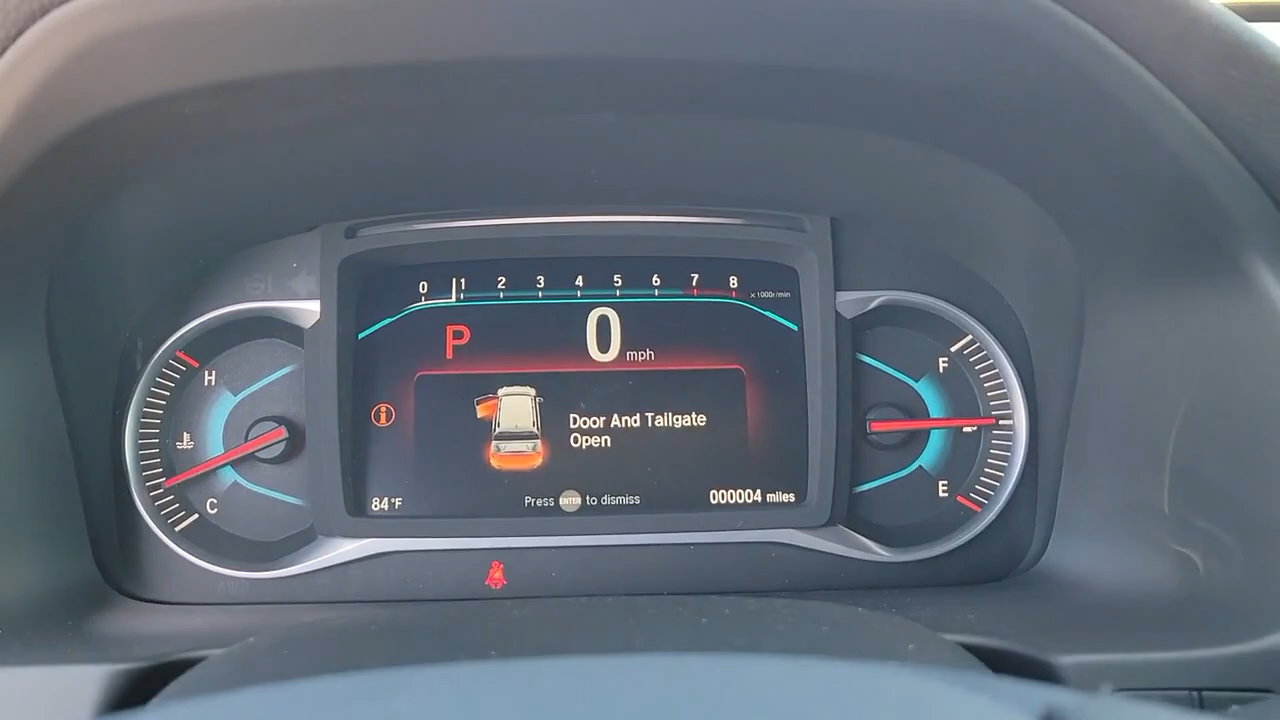 0 1 2 3 4 5 6 7 8 ×1000r/min
P 0 mph
H F
Door And Tailgate
Open
C E
84°F Press ENTER to dismiss 000004 miles